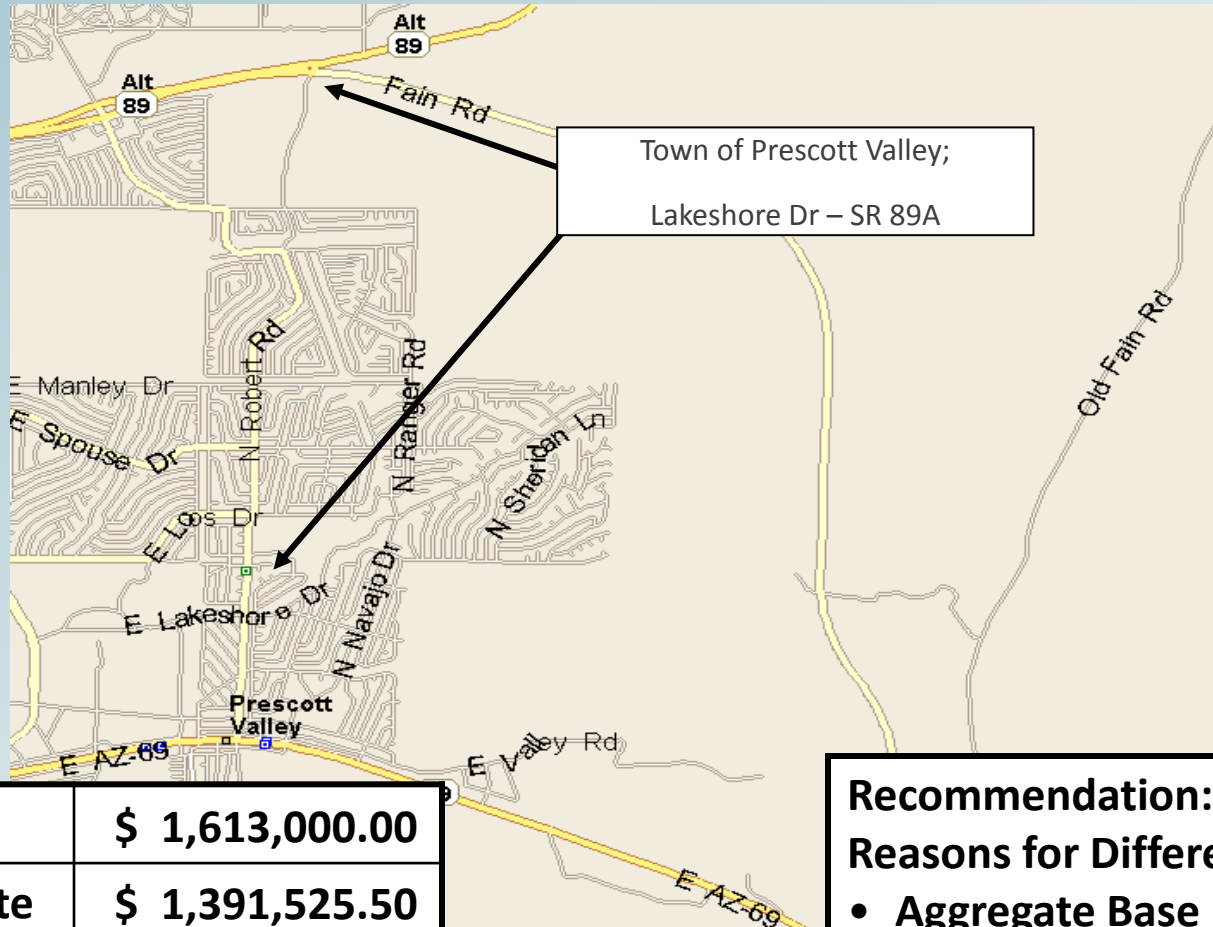 Alt
89
Alt
89
Fain Rd
Town of Prescott Valley;
Lakeshore Dr – SR 89A
Old Fain Rd
N Robert Rd
N Ranger Rd
E Manley Dr
E Spouse Dr
N Sheridan Ln
E Loos Dr
E Lakeshore Dr
N Navajo Dr
Prescott
Valley
E AZ-69
E Valley Rd
9
E AZ-69
$ 1,613,000.00
te $ 1,391,525.50
Recommendation:
Reasons for Differe
• Aggregate Base